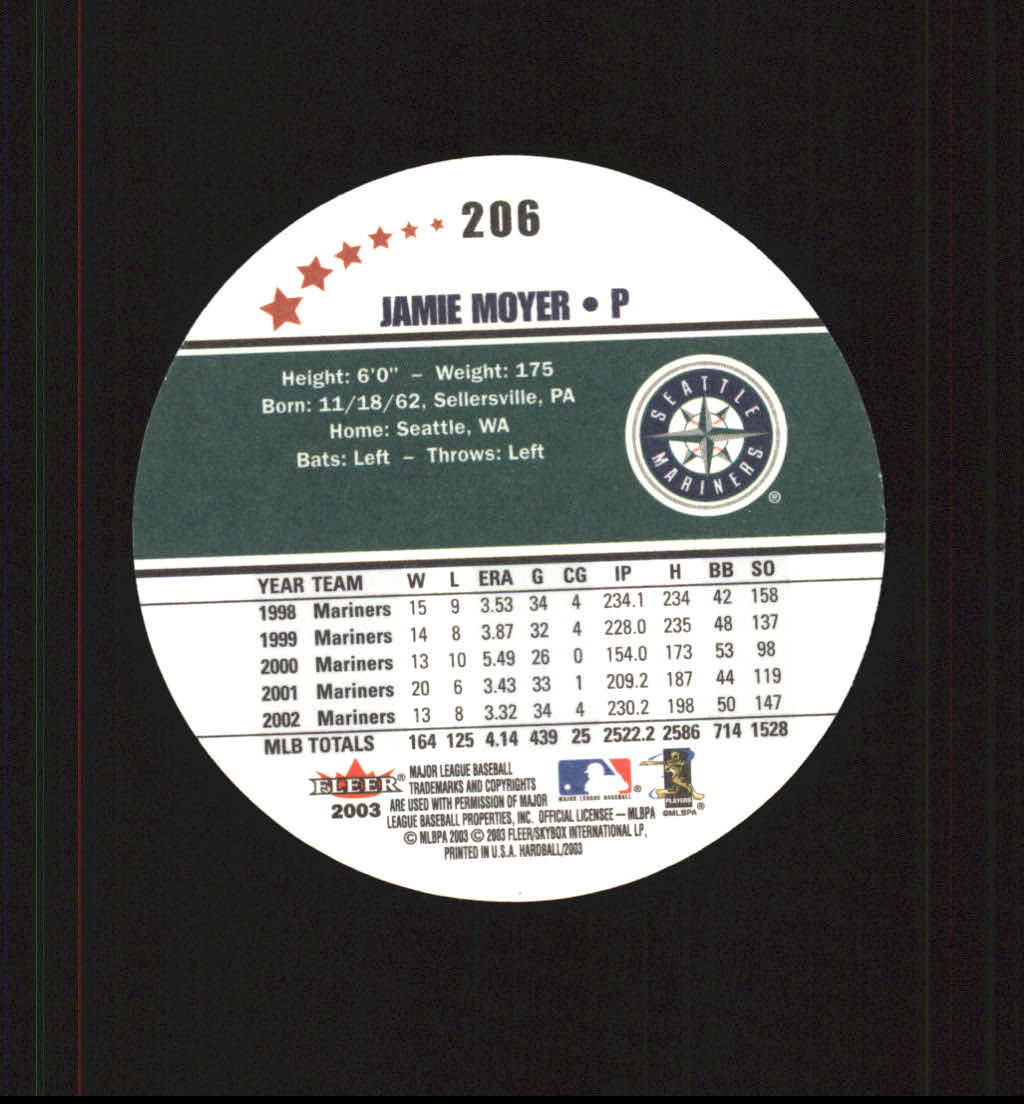 206
JAMIE MOYER • P
Height: 6'0" – Weight: 175
Born: 11/18/62, Sellersville, PA
Home: Seattle, WA
Bats: Left – Throws: Left
SEATTLE
MARINERS
®
YEAR TEAM W L ERA G CG IP H BB SO
1998 Mariners 15 9 3.53 34 4 234.1 234 42 158
1999 Mariners 14 8 3.87 32 4 228.0 235 48 137
2000 Mariners 13 10 5.49 26 0 154.0 173 53 98
2001 Mariners 20 6 3.43 33 1 209.2 187 44 119
2002 Mariners 13 8 3.32 34 4 230.2 198 50 147
MLB TOTALS 164 125 4.14 439 25 2522.2 2586 714 1528
FLEER®
2003
MAJOR LEAGUE BASEBALL
TRADEMARKS AND COPYRIGHTS
ARE USED WITH PERMISSION OF MAJOR
LEAGUE BASEBALL PROPERTIES, INC. OFFICIAL LICENSEE — MLBPA
© MLBPA 2003 © 2003 FLEER/SKYBOX INTERNATIONAL LP.
PRINTED IN U.S.A. HARDBALL/2003
MAJOR LEAGUE BASEBALL ®
PLAYERS ®
©MLBPA